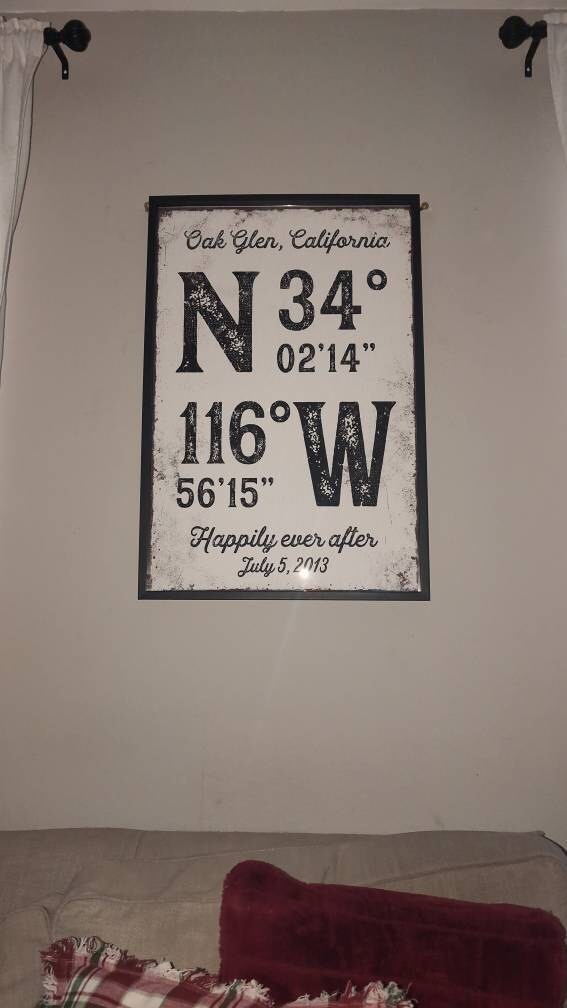 Oak Glen, California
N 34°
02'14"
116° W
56'15"
Happily ever after
July 5, 2013